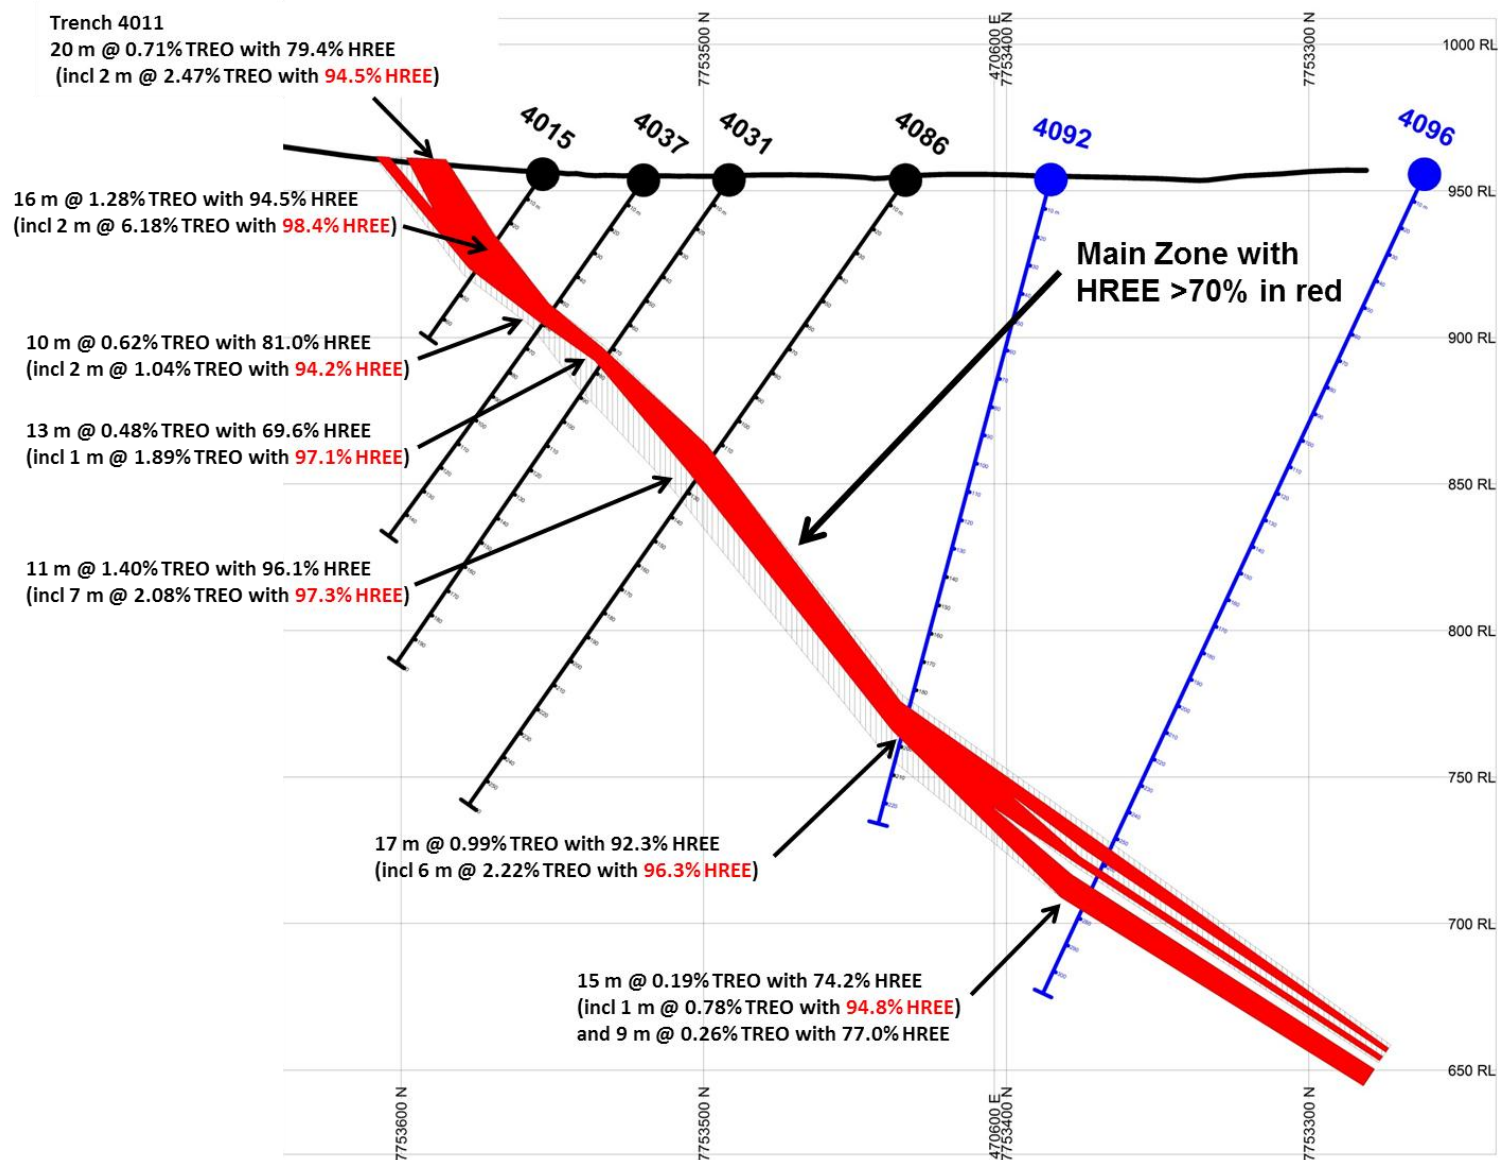 Trench 4011
20 m @ 0.71% TREO with 79.4% HREE
(incl 2 m @ 2.47% TREO with 94.5% HREE)
7753500 N
470600 E
7753400 N
7753300 N
1000 RL
4015
4037
4031
4086
4092
4096
950 RL
16 m @ 1.28% TREO with 94.5% HREE
(incl 2 m @ 6.18% TREO with 98.4% HREE)
Main Zone with
HREE >70% in red
10 m @ 0.62% TREO with 81.0% HREE
(incl 2 m @ 1.04% TREO with 94.2% HREE)
900 RL
13 m @ 0.48% TREO with 69.6% HREE
(incl 1 m @ 1.89% TREO with 97.1% HREE)
850 RL
11 m @ 1.40% TREO with 96.1% HREE
(incl 7 m @ 2.08% TREO with 97.3% HREE)
800 RL
750 RL
17 m @ 0.99% TREO with 92.3% HREE
(incl 6 m @ 2.22% TREO with 96.3% HREE)
700 RL
15 m @ 0.19% TREO with 74.2% HREE
(incl 1 m @ 0.78% TREO with 94.8% HREE)
and 9 m @ 0.26% TREO with 77.0% HREE
650 RL
7753600 N
7753500 N
470600 E
7753400 N
7753300 N